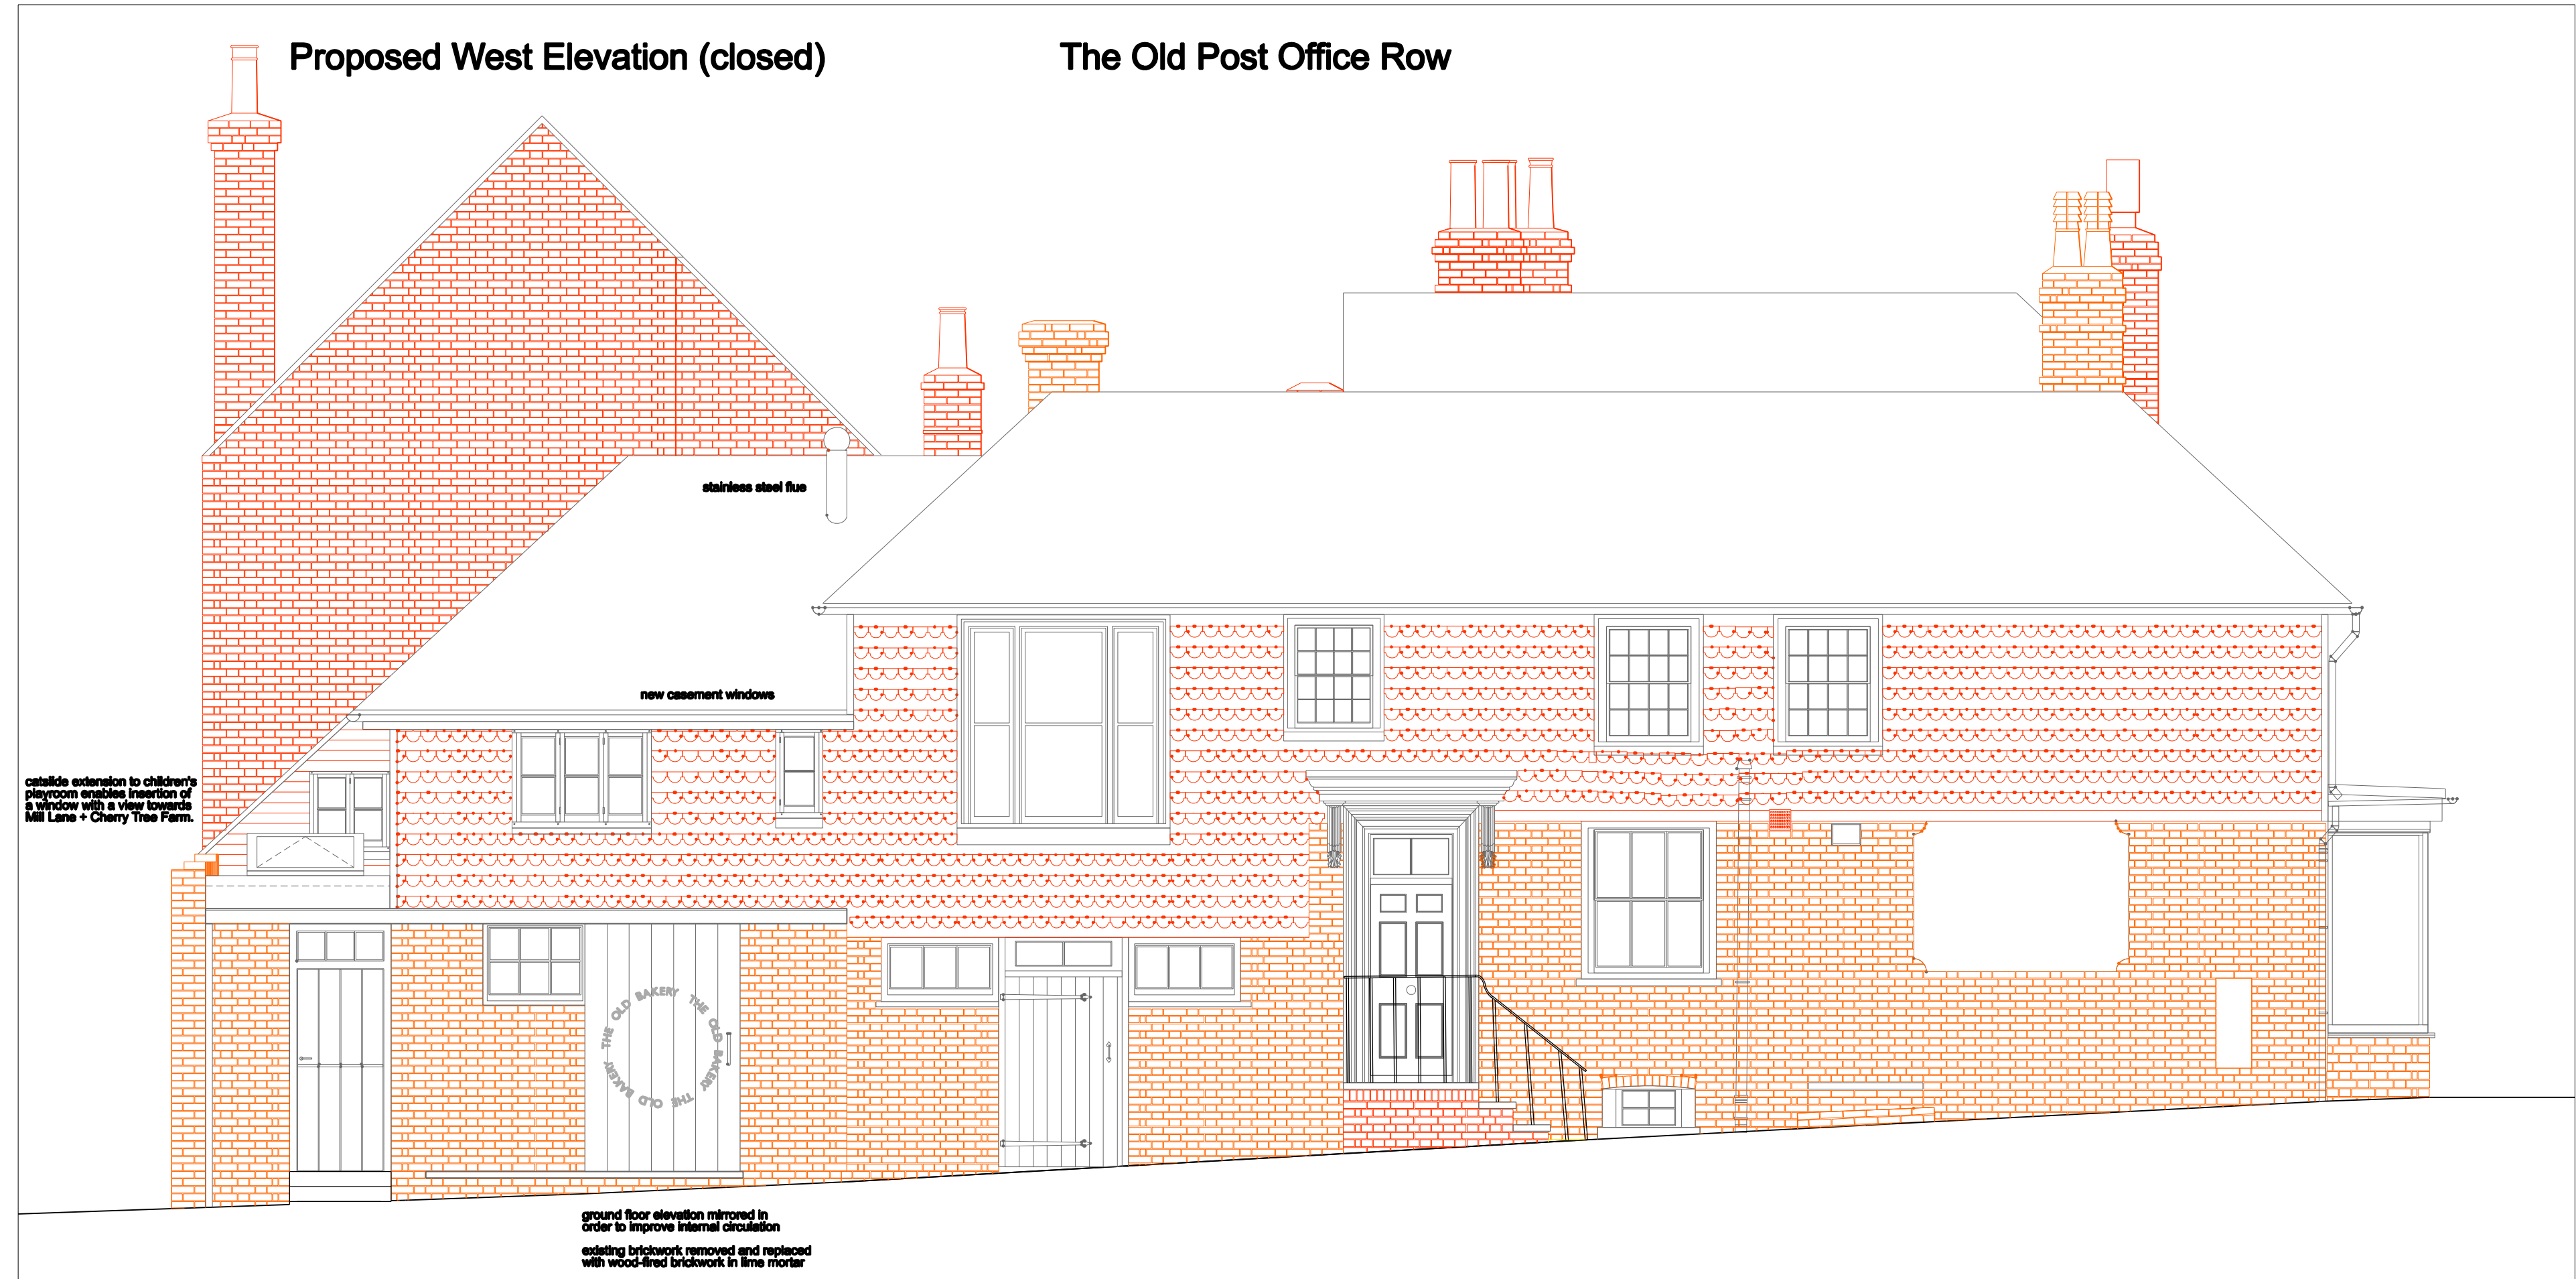 Proposed West Elevation (closed)
The Old Post Office Row
stainless steel flue
new casement windows
catslide extension to children's
playroom enables insertion of
a window with a view towards
Mill Lane + Cherry Tree Farm.
THE OLD BAKERY THE OLD BAKERY THE OLD BAKERY
ground floor elevation mirrored in
order to improve internal circulation
existing brickwork removed and replaced
with wood-fired brickwork in lime mortar